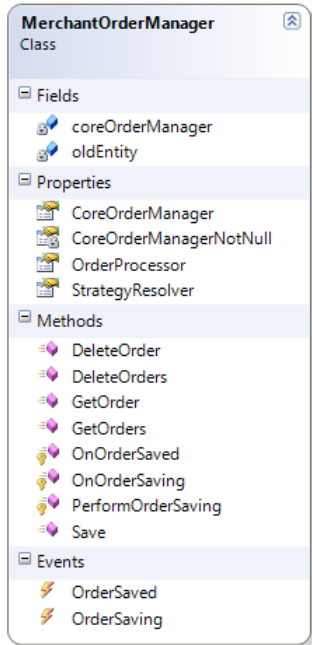 MerchantOrderManager
Class
Fields
coreOrderManager
oldEntity
Properties
CoreOrderManager
CoreOrderManagerNotNull
OrderProcessor
StrategyResolver
Methods
DeleteOrder
DeleteOrders
GetOrder
GetOrders
OnOrderSaved
OnOrderSaving
PerformOrderSaving
Save
Events
OrderSaved
OrderSaving